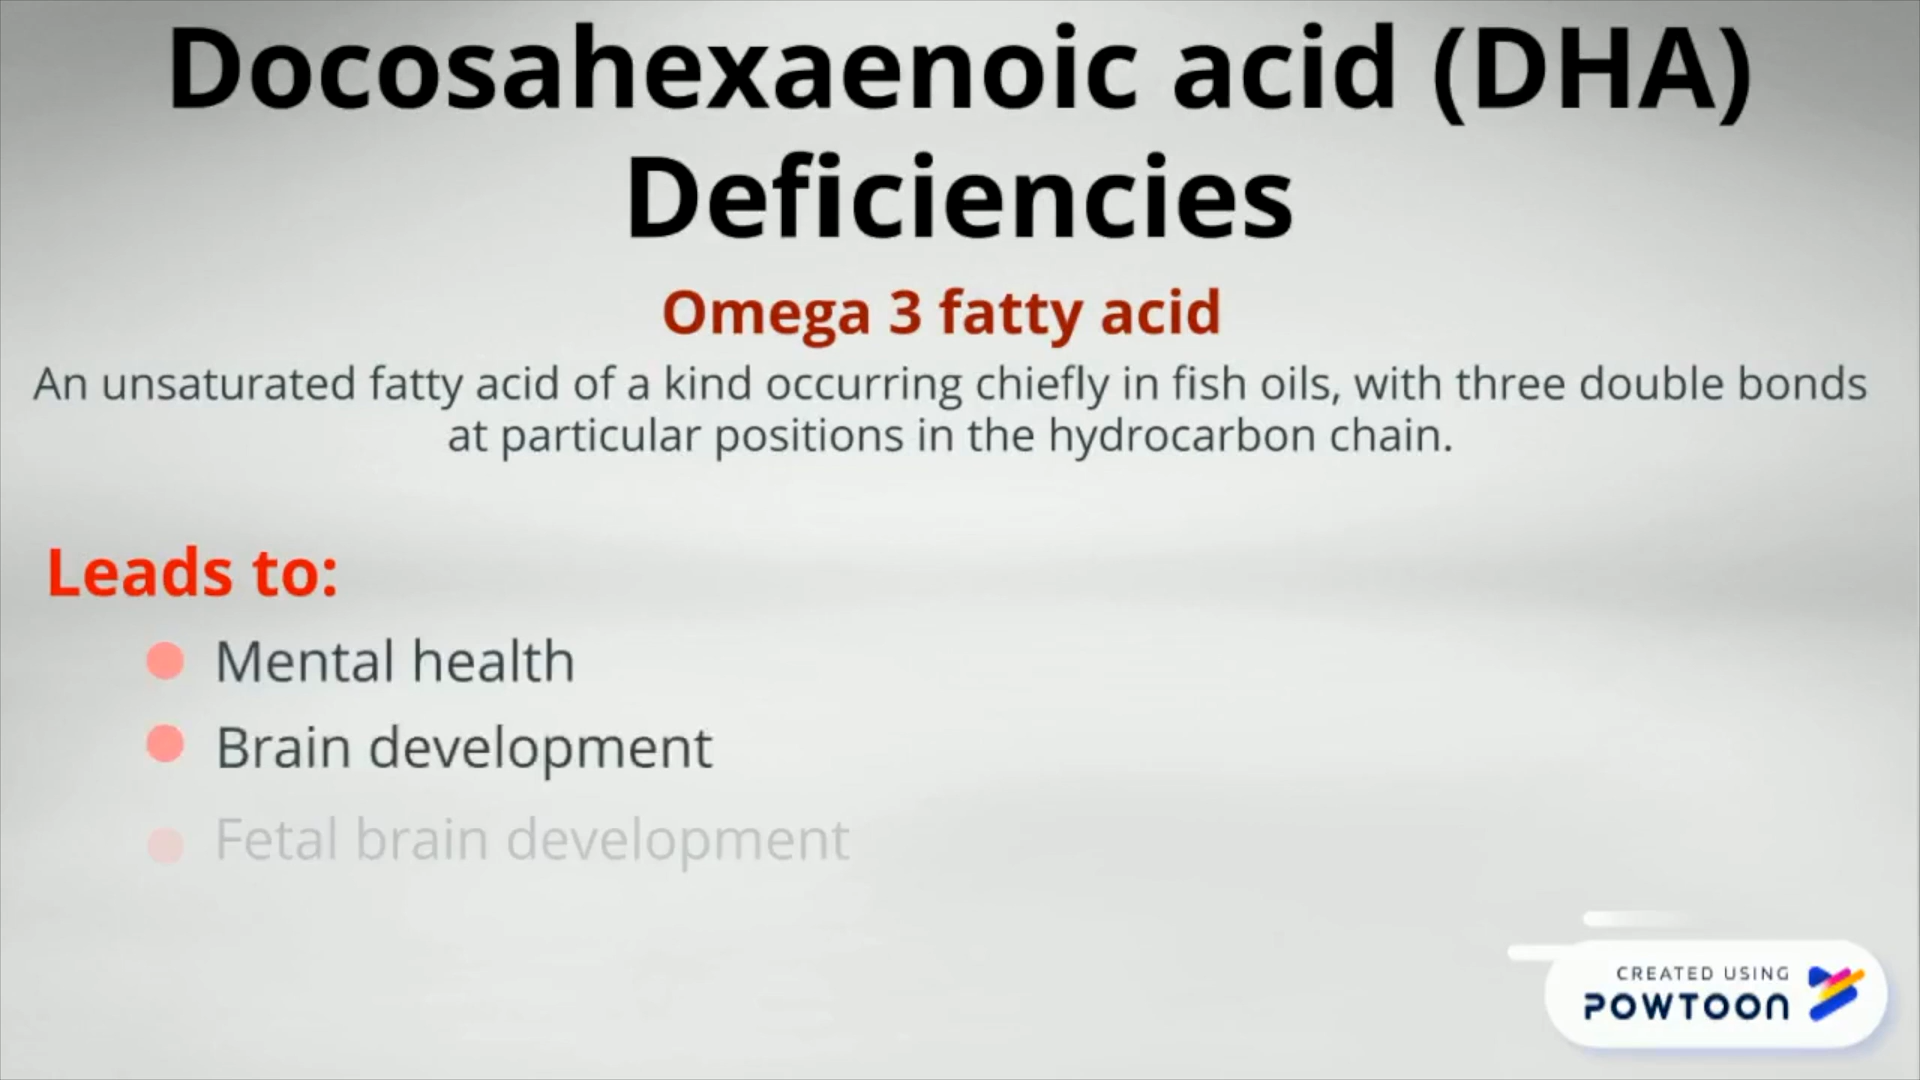 Docosahexaenoic acid (DHA)
Deficiencies
Omega 3 fatty acid
An unsaturated fatty acid of a kind occurring chiefly in fish oils, with three double bonds
at particular positions in the hydrocarbon chain.
Leads to:
Mental health
Brain development
Fetal brain development
CREATED USING
POWTOON